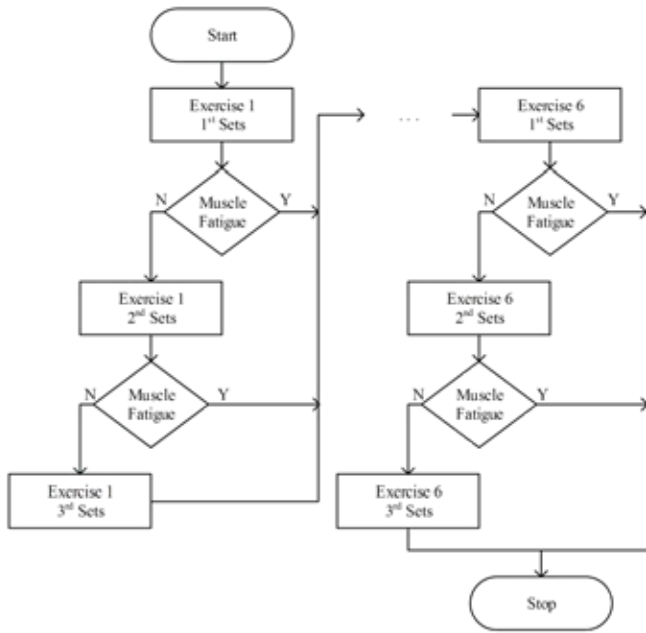 Start
Exercise 1
1st Sets
N
Muscle
Fatigue
Y
Exercise 1
2nd Sets
N
Muscle
Fatigue
Y
Exercise 1
3rd Sets
...
Exercise 6
1st Sets
N
Muscle
Fatigue
Y
Exercise 6
2nd Sets
N
Muscle
Fatigue
Y
Exercise 6
3rd Sets
Stop